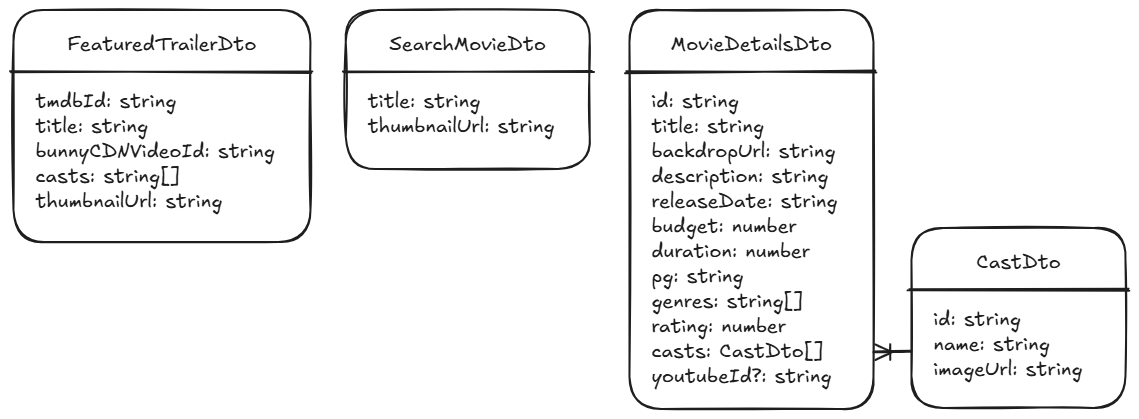 FeaturedTrailerDto
tmdbId: string
title: string
bunnyCDNVideoId: string
casts: string[]
thumbnailUrl: string
SearchMovieDto
title: string
thumbnailUrl: string
MovieDetailsDto
id: string
title: string
backdropUrl: string
description: string
releaseDate: string
budget: number
duration: number
pg: string
genres: string[]
rating: number
casts: CastDto[]
youtubeId?: string
CastDto
id: string
name: string
imageUrl: string